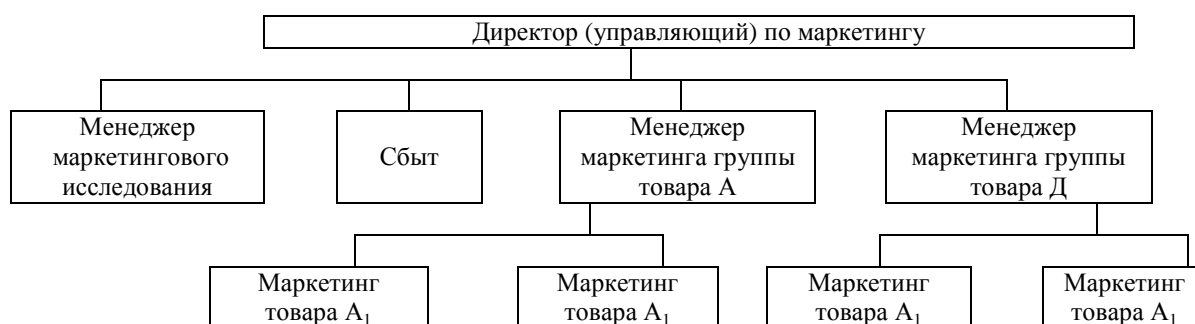 Директор (управляющий) по маркетингу
Менеджер
маркетингового
исследования
Сбыт
Менеджер
маркетинга группы
товара А
Менеджер
маркетинга группы
товара Д
Маркетинг
товара А₁
Маркетинг
товара А₁
Маркетинг
товара А₁
Маркетинг
товара А₁